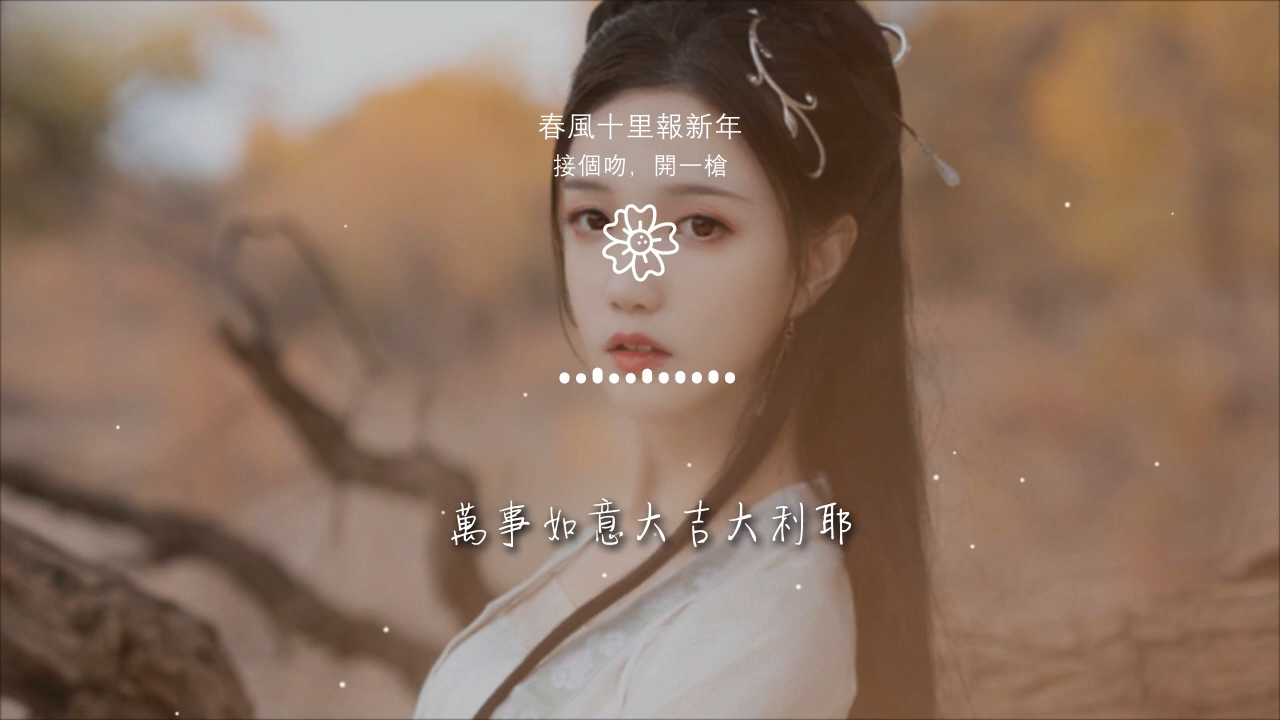 春風十里報新年
接個吻，開一槍
萬事如意大吉大利耶